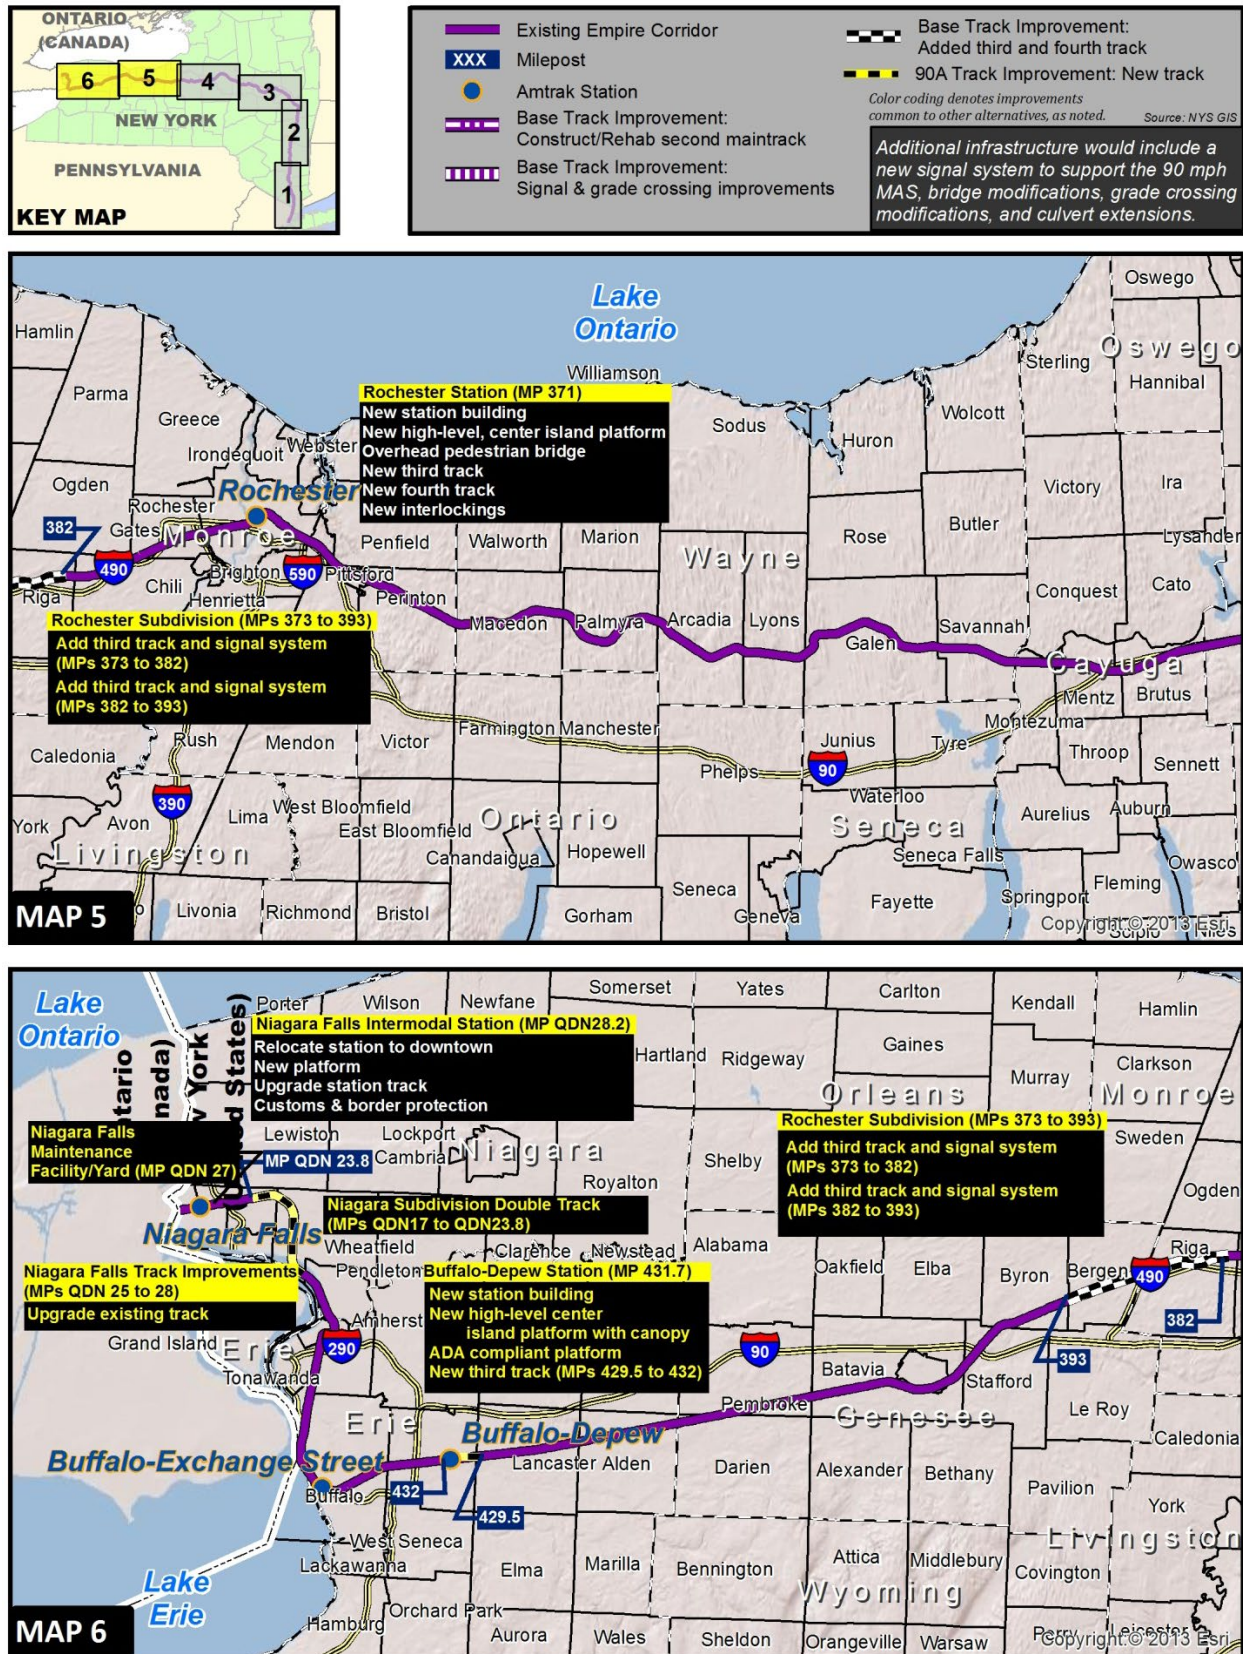 ONTARIO
(CANADA)
6
5
4
3
2
1
NEW YORK
PENNSYLVANIA
KEY MAP
Existing Empire Corridor
XXX
Milepost
Amtrak Station
Base Track Improvement:
Construct/Rehab second maintrack
Base Track Improvement:
Signal & grade crossing improvements
Base Track Improvement:
Added third and fourth track
90A Track Improvement: New track
Color coding denotes improvements
common to other alternatives, as noted.
Source: NYS GIS
Additional infrastructure would include a
new signal system to support the 90 mph
MAS, bridge modifications, grade crossing
modifications, and culvert extensions.
Lake
Ontario
Oswego
Hamlin
Sterling
Oswego
Hannibal
Williamson
Parma
Greece
Rochester Station (MP 371)
New station building
New high-level, center island platform
Overhead pedestrian bridge
New third track
New fourth track
New interlockings
Sodus
Huron
Wolcott
Irondequoit
Webster
Ogden
Rochester
Rochester
Victory
Ira
382
Gates
Monroe
Penfield
Walworth
Marion
Wayne
Rose
Butler
Lysander
490
590
Brighton
Pittsford
Riga
Chili
Henrietta
Perinton
Conquest
Cato
Rochester Subdivision (MPs 373 to 393)
Add third track and signal system
(MPs 373 to 382)
Add third track and signal system
(MPs 382 to 393)
Macedon
Palmyra
Arcadia
Lyons
Galen
Savannah
Cayuga
Mentz
Brutus
Montezuma
Caledonia
Rush
Mendon
Victor
Farmington
Manchester
Phelps
Junius
Tyre
Throop
Sennett
90
390
Waterloo
York
Avon
Lima
West Bloomfield
East Bloomfield
Ontario
Seneca
Aurelius
Auburn
Livingston
Canandaigua
Hopewell
Seneca Falls
Owasco
Seneca
Geneva
Fayette
Springport
Fleming
MAP 5
Livonia
Richmond
Bristol
Gorham
Scipio
Niles
Copyright:© 2013 Esri
Lake
Ontario
Porter
Wilson
Newfane
Somerset
Yates
Carlton
Kendall
Hamlin
ntario
nada)
w York
d States)
Niagara Falls Intermodal Station (MP QDN28.2)
Relocate station to downtown
New platform
Upgrade station track
Customs & border protection
Hartland
Ridgeway
Gaines
Murray
Clarkson
Orleans
Monroe
Niagara Falls
Maintenance
Facility/Yard (MP QDN 27)
Lewiston
MP QDN 23.8
Lockport
Cambria
Niagara
Royalton
Shelby
Rochester Subdivision (MPs 373 to 393)
Add third track and signal system
(MPs 373 to 382)
Add third track and signal system
(MPs 382 to 393)
Sweden
Ogden
Niagara Subdivision Double Track
(MPs QDN17 to QDN23.8)
Niagara Falls
Wheatfield
Pendleton
Clarence
Newstead
Alabama
Oakfield
Elba
Byron
Bergen
Riga
490
382
Niagara Falls Track Improvements
(MPs QDN 25 to 28)
Upgrade existing track
Buffalo-Depew Station (MP 431.7)
New station building
New high-level center
island platform with canopy
ADA compliant platform
New third track (MPs 429.5 to 432)
Amherst
Grand Island
Erie
290
90
Tonawanda
Batavia
Stafford
393
Erie
Pembroke
Genesee
Le Roy
Buffalo-Exchange Street
Buffalo-Depew
Caledonia
Buffalo
432
429.5
Lancaster
Alden
Darien
Alexander
Bethany
Pavilion
York
West Seneca
Lackawanna
Elma
Marilla
Bennington
Attica
Middlebury
Covington
Livingston
Lake
Erie
Wyoming
Hamburg
Orchard Park
Aurora
Wales
Sheldon
Orangeville
Warsaw
Perry
Leicester
MAP 6
Copyright:© 2013 Esri